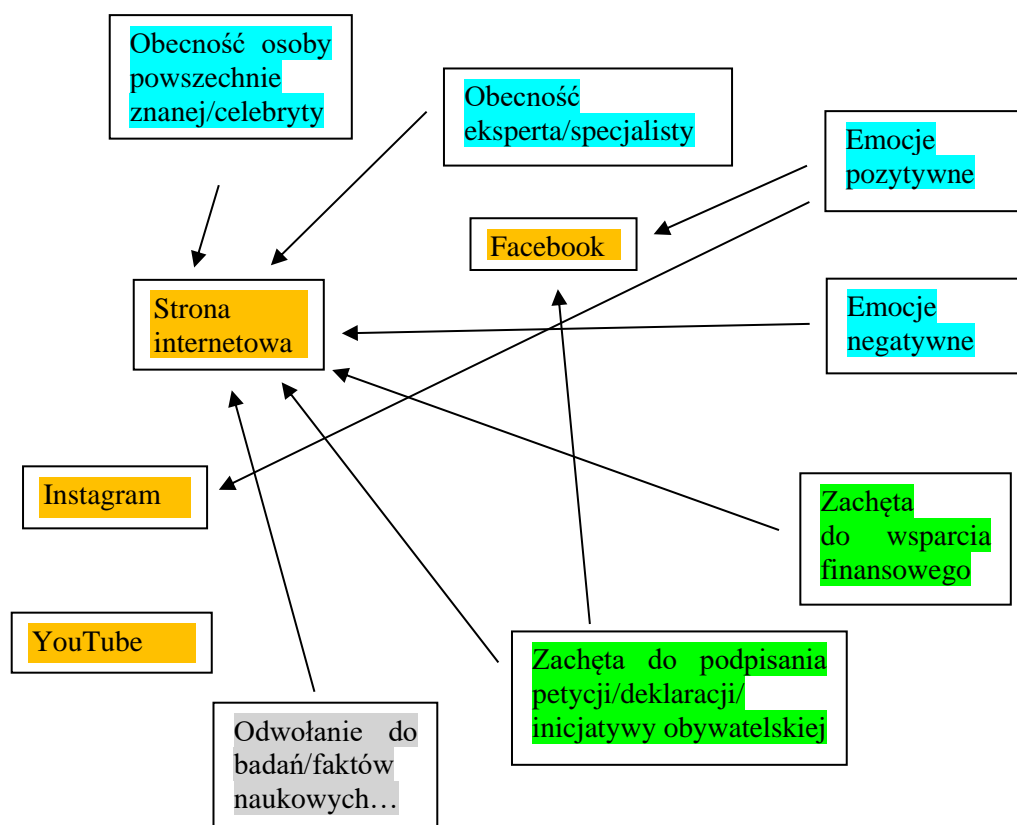 Obecność osoby
powszechnie
znanej/celebryty
Obecność
eksperta/specjalisty
Emocje
pozytywne
Facebook
Strona
internetowa
Emocje
negatywne
Instagram
Zachęta
do wsparcia
finansowego
YouTube
Zachęta do podpisania
petycji/deklaracji/
inicjatywy obywatelskiej
Odwołanie do
badań/faktów
naukowych…